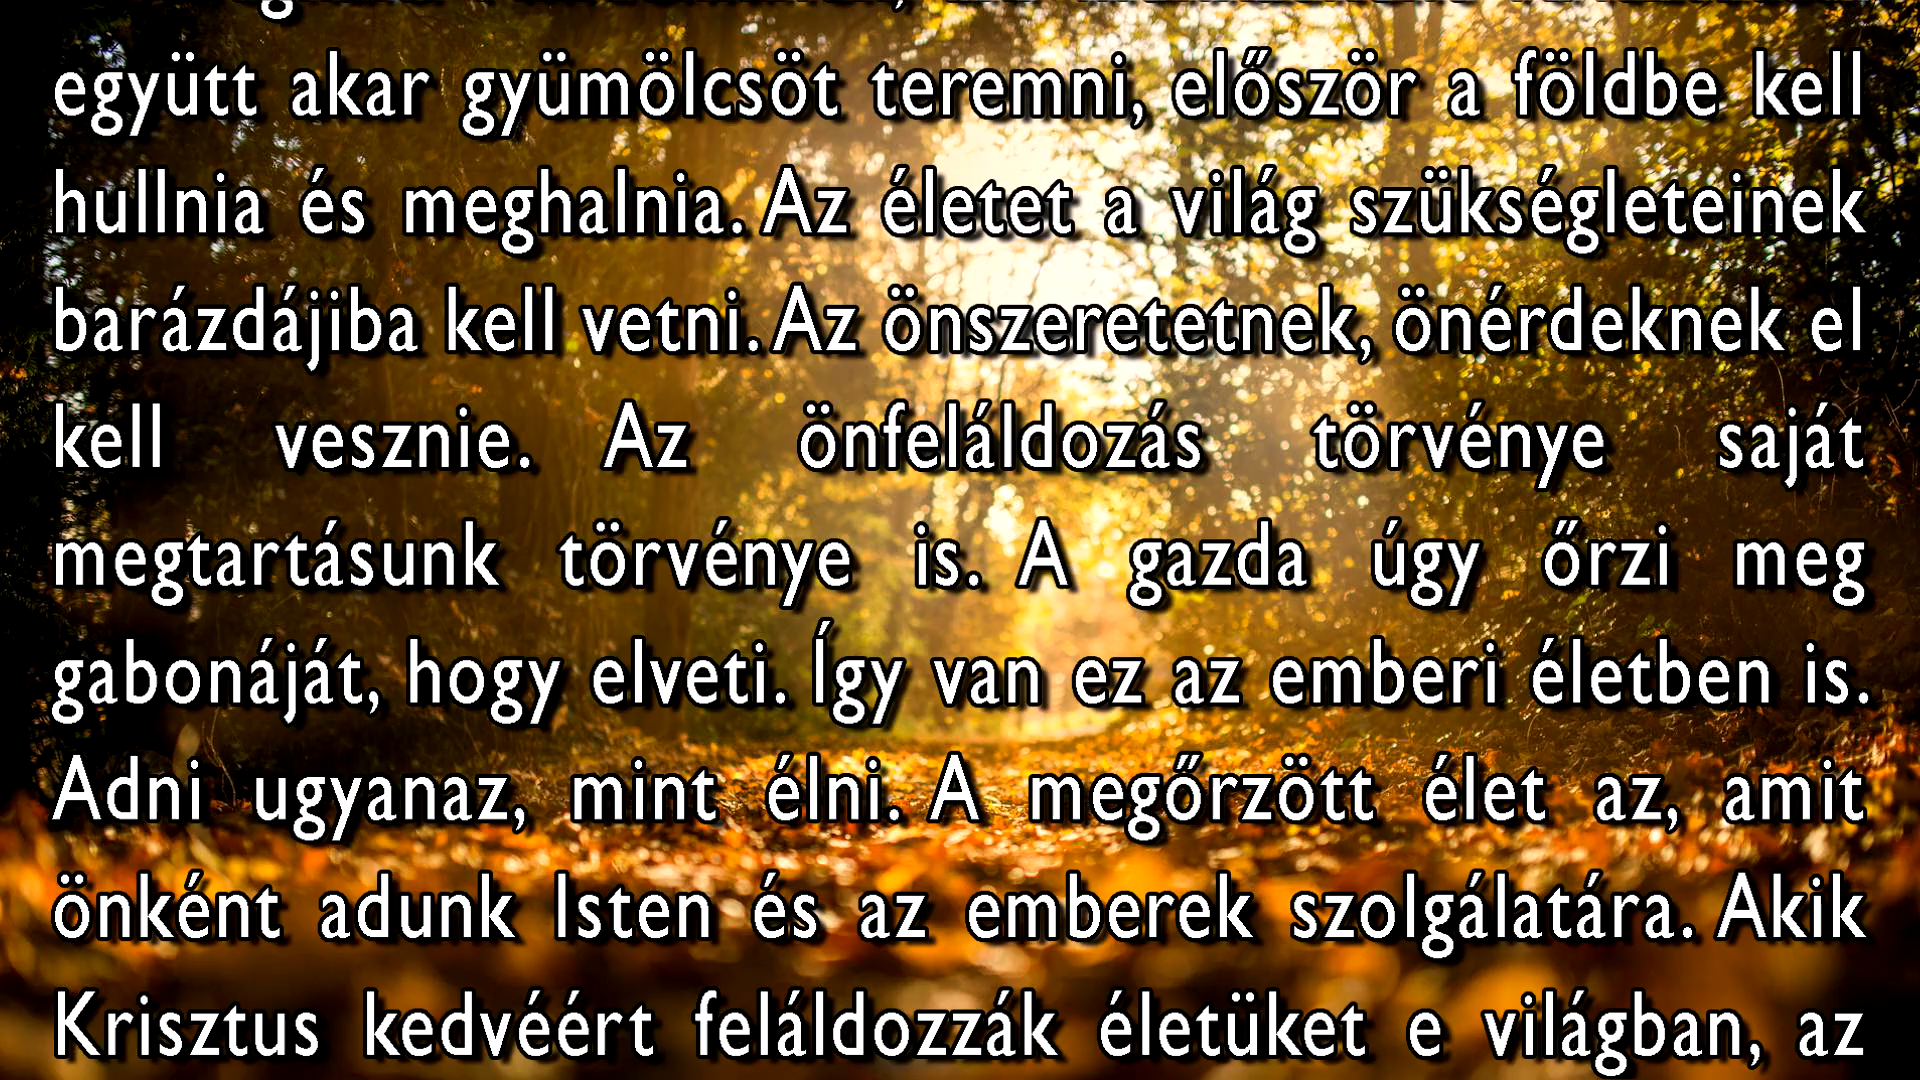 együtt akar gyümölcsöt teremni, először a földbe kell
hullnia és meghalnia. Az életet a világ szükségleteinek
barázdájiba kell vetni. Az önszeretetnek, önérdeknek el
kell vesznie. Az önfeláldozás törvénye saját
megtartásunk törvénye is. A gazda úgy őrzi meg
gabonáját, hogy elveti. Így van ez az emberi életben is.
Adni ugyanaz, mint élni. A megőrzött élet az, amit
önként adunk Isten és az emberek szolgálatára. Akik
Krisztus kedvéért feláldozzák életüket e világban, az